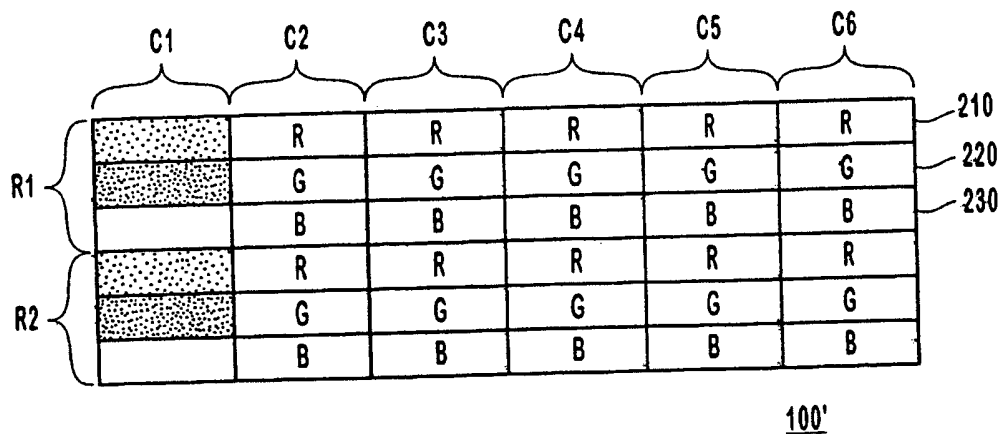 C1 C2 C3 C4 C5 C6
R R R R R 210
R1 G G G G G 220
B B B B B 230
R R R R R
R2 G G G G G
B B B B B
100'